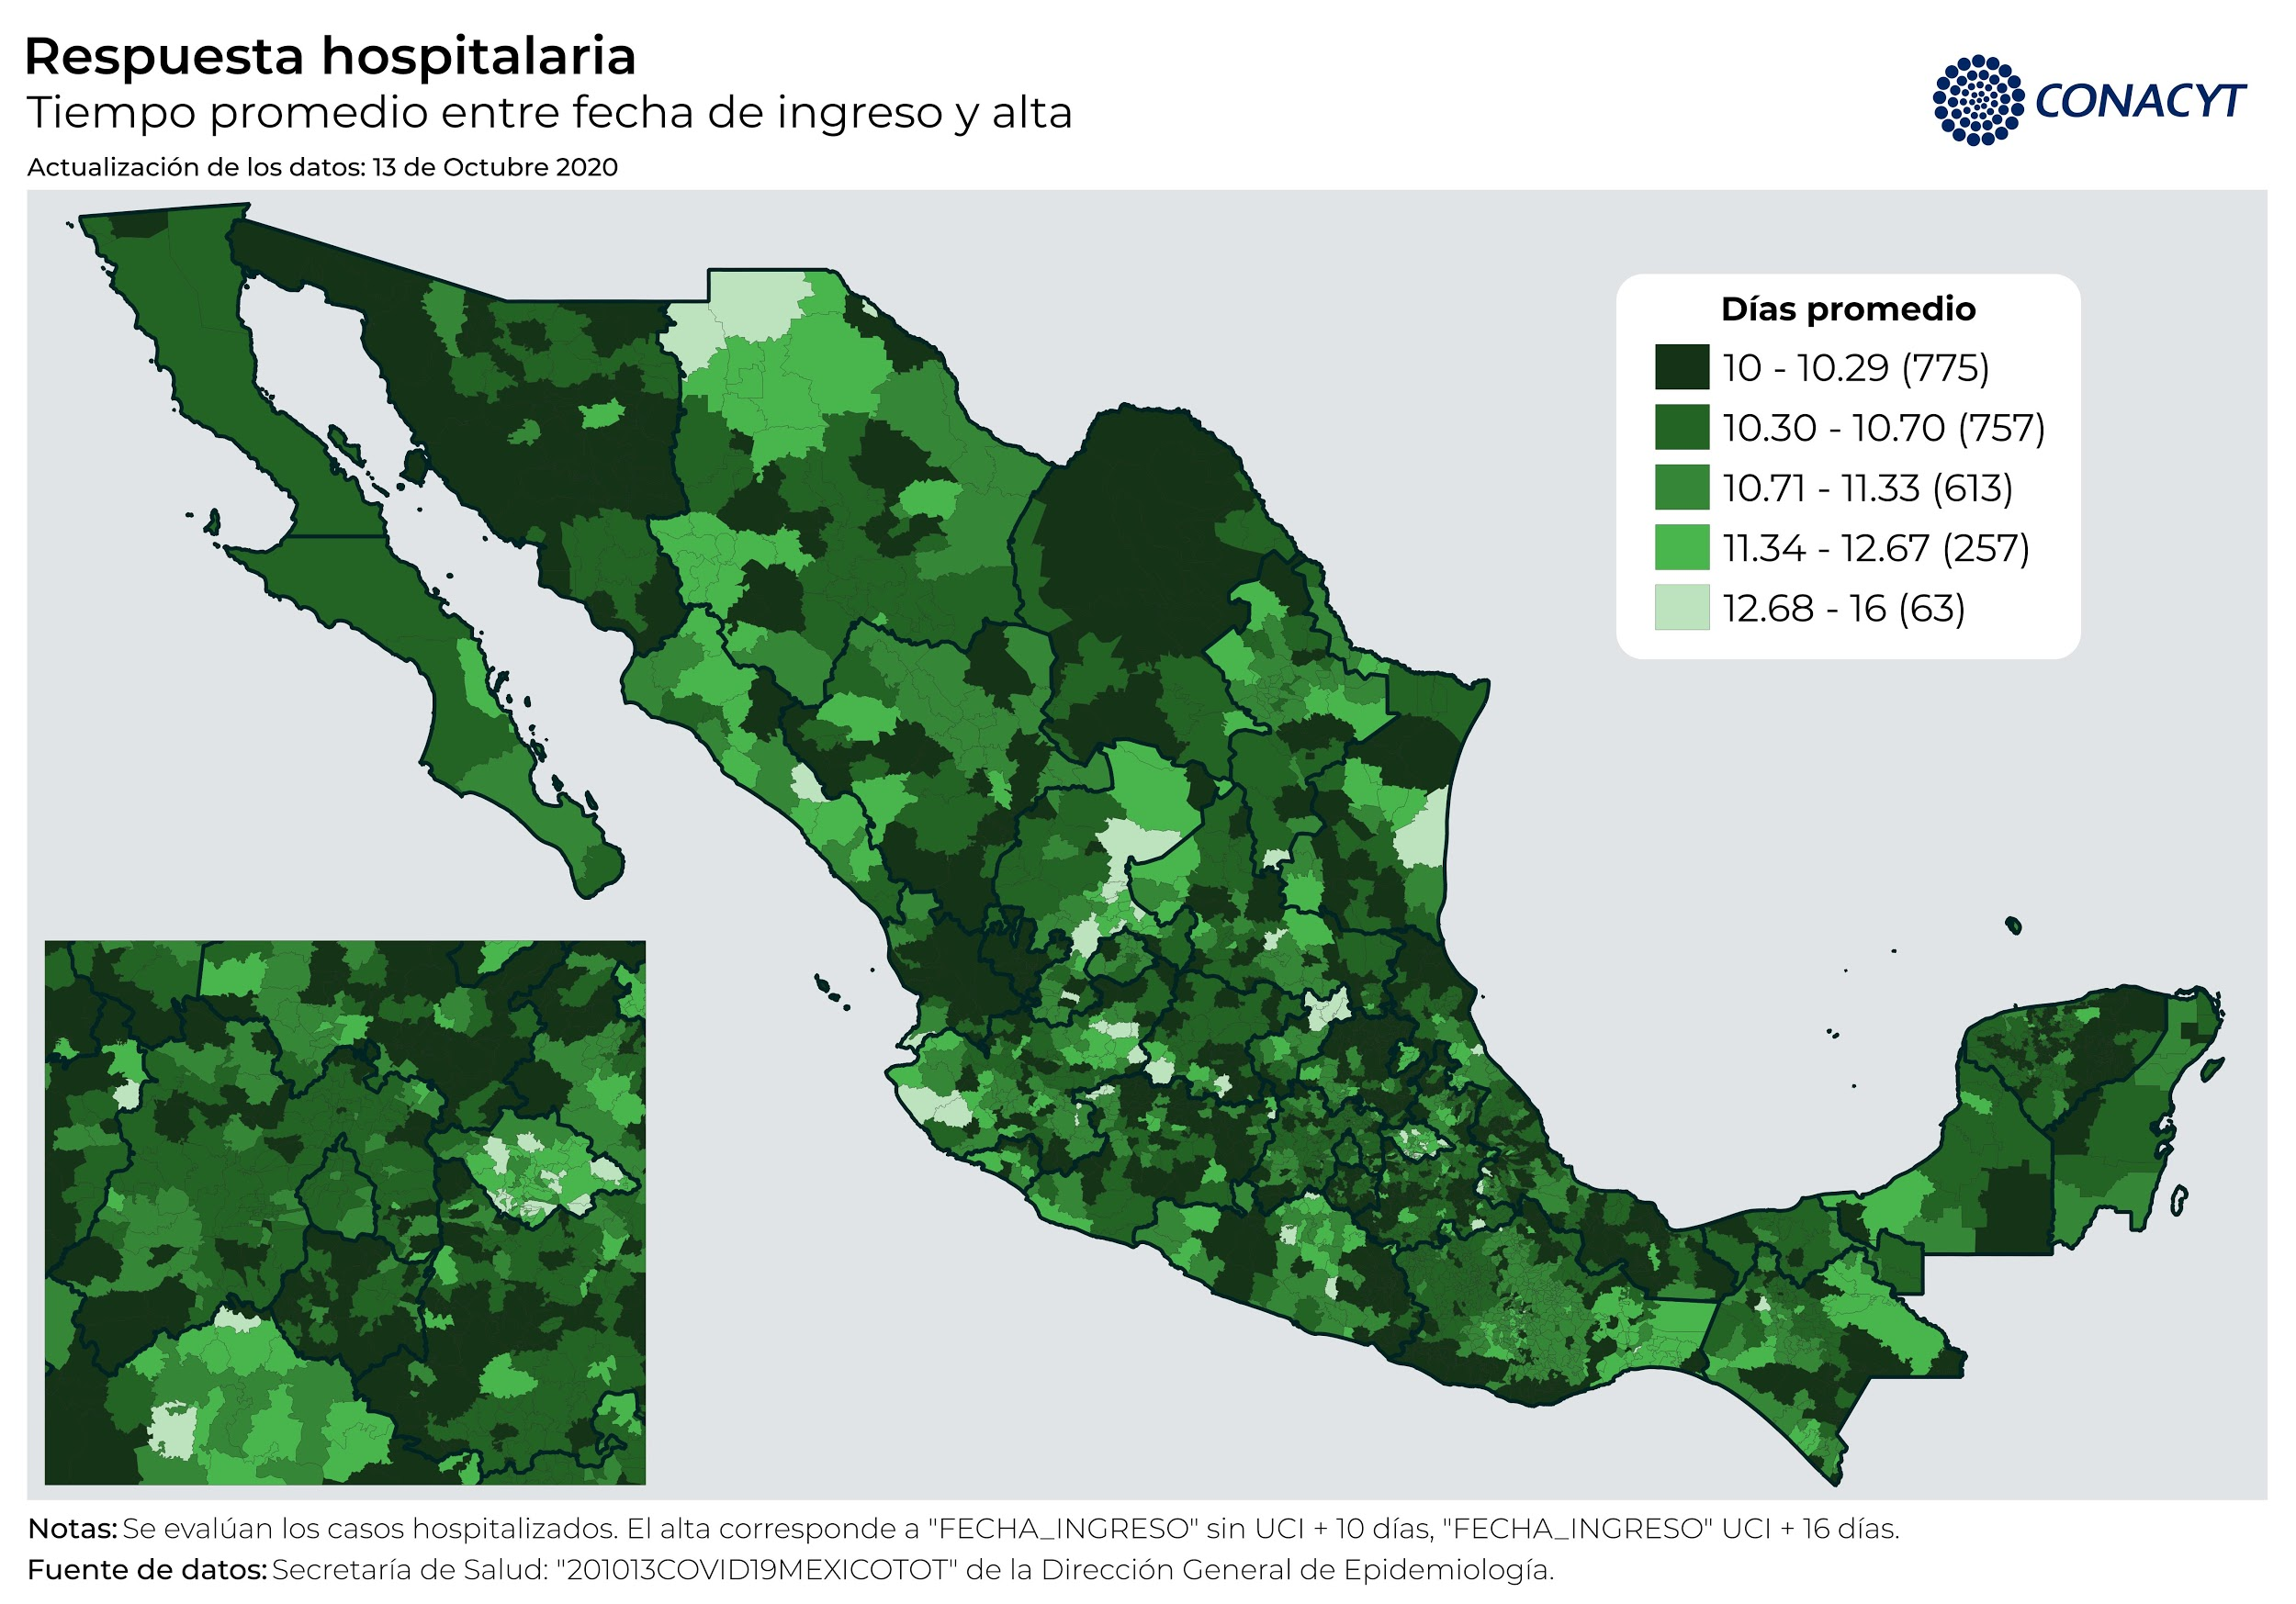 Respuesta hospitalaria
Tiempo promedio entre fecha de ingreso y alta
Actualización de los datos: 13 de Octubre 2020
CONACYT
Días promedio
10 - 10.29 (775)
10.30 - 10.70 (757)
10.71 - 11.33 (613)
11.34 - 12.67 (257)
12.68 - 16 (63)
Notas: Se evalúan los casos hospitalizados. El alta corresponde a "FECHA_INGRESO" sin UCI + 10 días, "FECHA_INGRESO" UCI + 16 días.
Fuente de datos: Secretaría de Salud: "201013COVID19MEXICOTOT" de la Dirección General de Epidemiología.